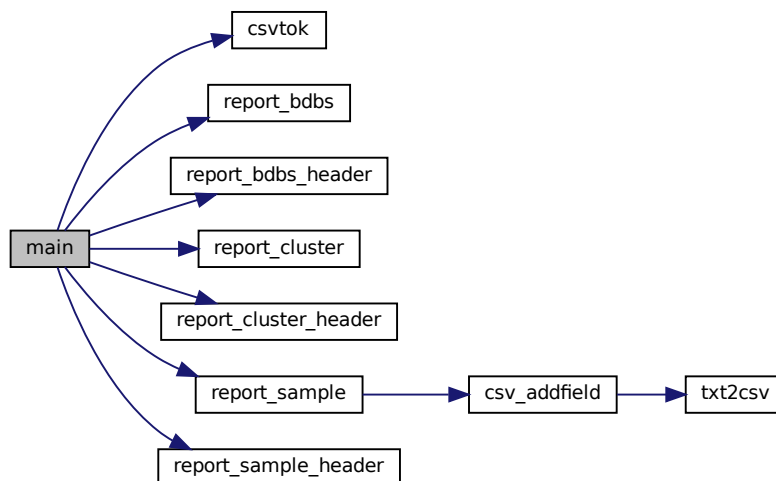 csvtok
report_bdbs
report_bdbs_header
main
report_cluster
report_cluster_header
report_sample
csv_addfield
txt2csv
report_sample_header